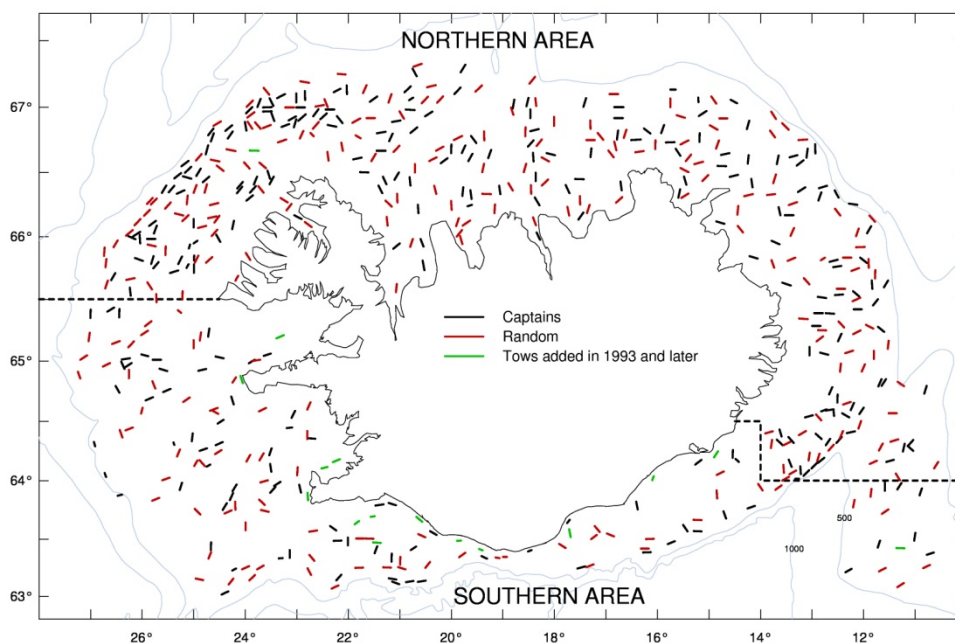 NORTHERN AREA
67°
66°
65°
64°
63°
Captains
Random
Tows added in 1993 and later
500
1000
SOUTHERN AREA
26° 24° 22° 20° 18° 16° 14° 12°